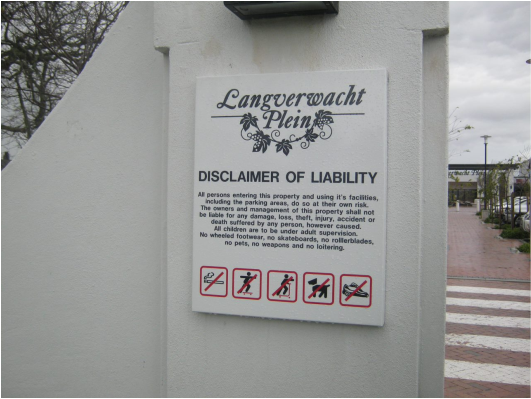 Langverwacht
Plein
DISCLAIMER OF LIABILITY
All persons entering this property and using it's facilities,
including the parking areas, do so at their own risk.
The owners and management of this property shall not
be liable for any damage, loss, theft, injury, accident or
death suffered by any person, however caused.
All children are to be under adult supervision.
No wheeled footwear, no skateboards, no rolllerblades,
no pets, no weapons and no loitering.